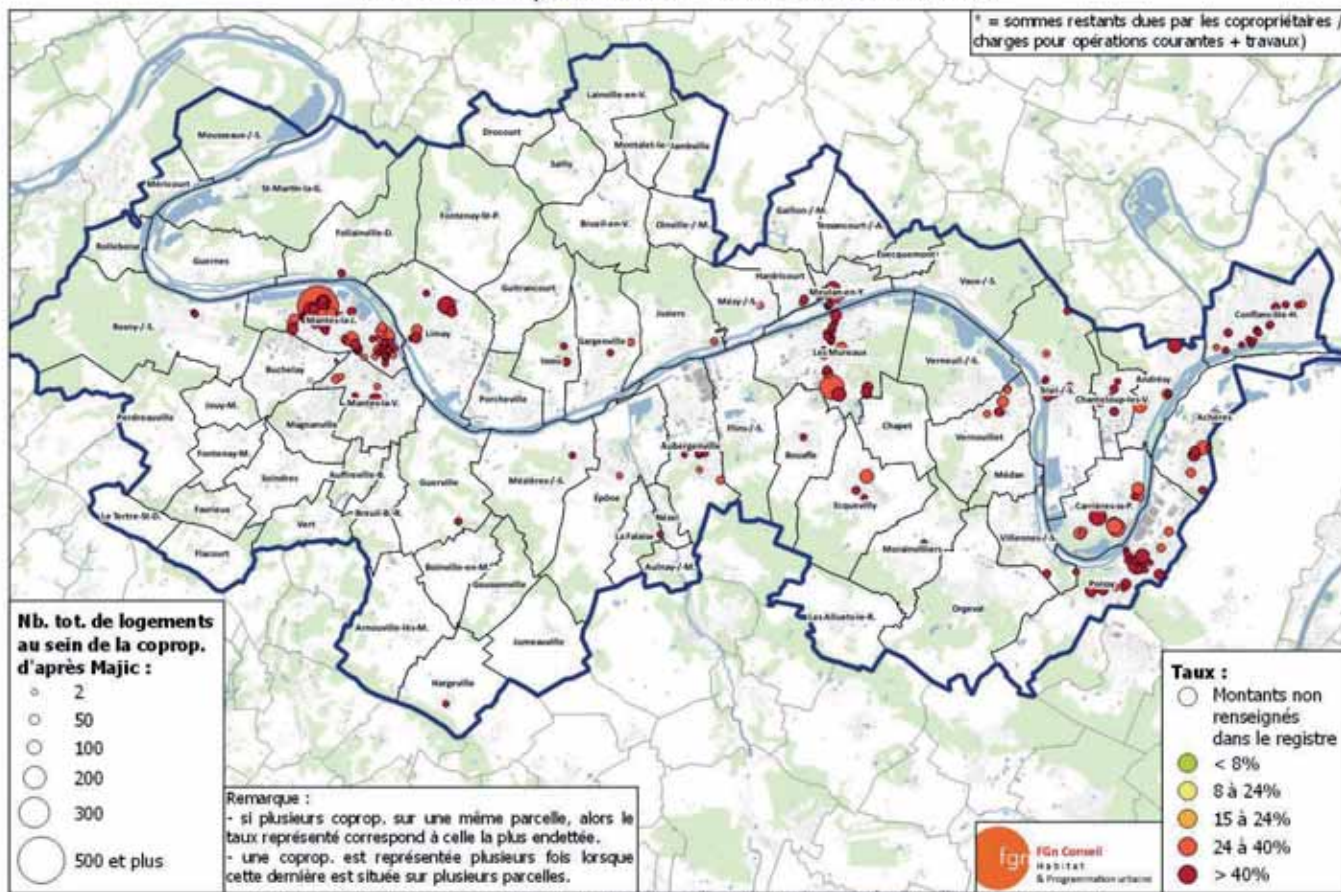 * = sommes restants dues par les copropriétaires /
charges pour opérations courantes + travaux)
Lainville-en-V.
Mousseaux-/-S.
Drocourt
Sailly
Montalet-le-
Jambville
Méricourt
St-Martin-la-G.
Fontenay-St-P.
Brueil-en-V.
Oinville-/-M.
Gaillon-/-M.
Tessancourt-/-A.
Rolleboise
Guernes
Follainville-D.
Evecquemont
Guitrancourt
Hardricourt
Meulan-en-Y.
Vaux-/-S.
Mézy-/-S.
Conflans-Ste-H.
Rosny-/-S.
Mantes-la-J.
Limay
Issou
Gargenville
Juziers
Les Mureaux
Verneuil-/-S.
Buchelay
Porcheville
Triel-/-S.
Andrésy
Chanteloup-les-V.
Perdreauville
Jouy-M.
Magnanville
Mantes-la-V.
Flins-/-S.
Chapet
Achères
Fontenay-M.
Aubergenville
Bouafle
Vernouillet
Soindres
Auffreville-B.
Guerville
Mézières-/-S.
Épône
Ecquevilly
Médan
Le Tertre-St-D.
Favrieux
Vert
Breuil-B.-R.
Nézel
Carrières-/s-P.
Flacourt
La Falaise
Morainvilliers
Villennes-/-S.
Boinville-en-M.
Aulnay-/-M.
Poissy
Goussonville
Orgeval
Arnouville-lès-M.
Jumeauville
Les Alluets-le-R.
Hargeville
Nb. tot. de logements
au sein de la coprop.
d'après Majic :
2
50
100
200
300
500 et plus
Remarque :
- si plusieurs coprop. sur une même parcelle, alors le
taux représenté correspond à celle la plus endettée.
- une coprop. est représentée plusieurs fois lorsque
cette dernière est située sur plusieurs parcelles.
fgn
FGn Conseil
Habitat
& Programmation urbaine
Taux :
Montants non
renseignés
dans le registre
< 8%
8 à 24%
15 à 24%
24 à 40%
> 40%